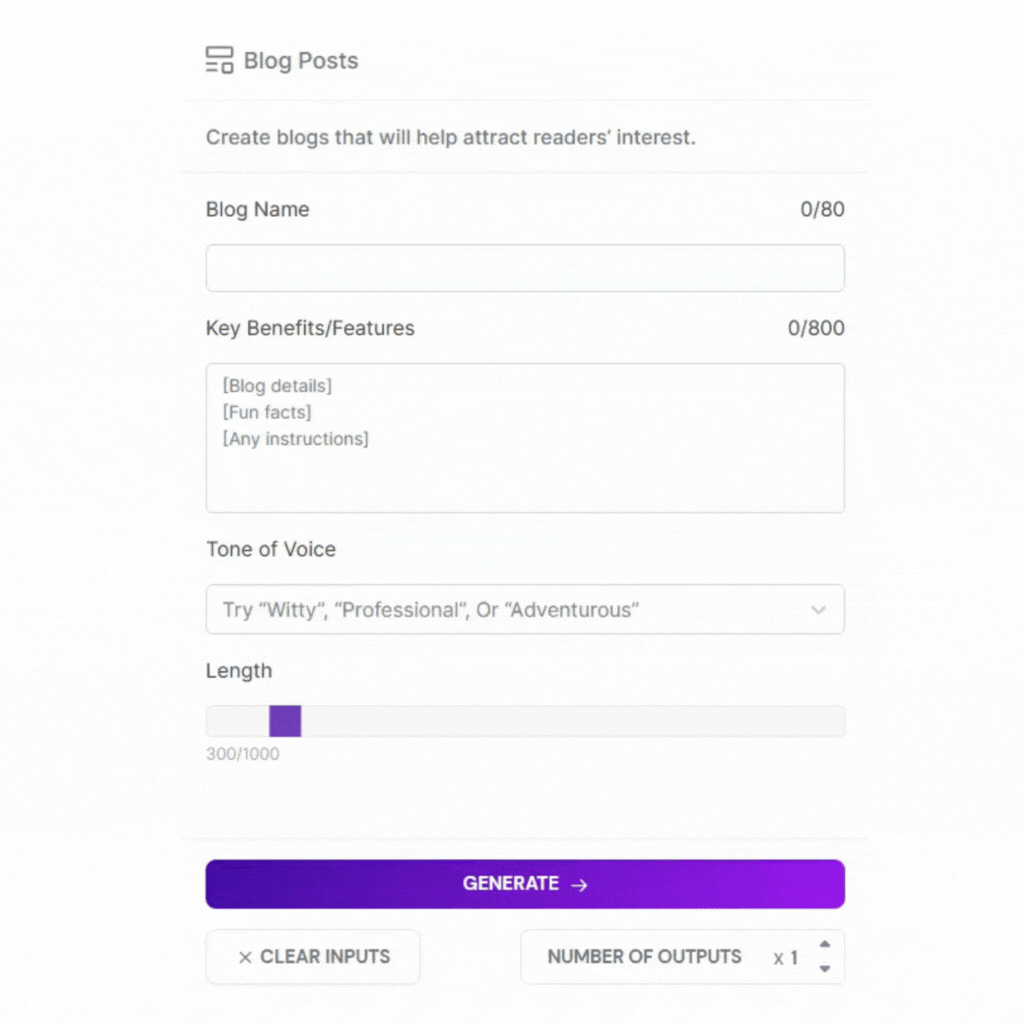 Blog Posts
Create blogs that will help attract readers’ interest.
Blog Name 0/80
Key Benefits/Features 0/800
[Blog details]
[Fun facts]
[Any instructions]
Tone of Voice
Try “Witty”, “Professional”, Or “Adventurous”
Length
300/1000
GENERATE →
× CLEAR INPUTS NUMBER OF OUTPUTS x 1